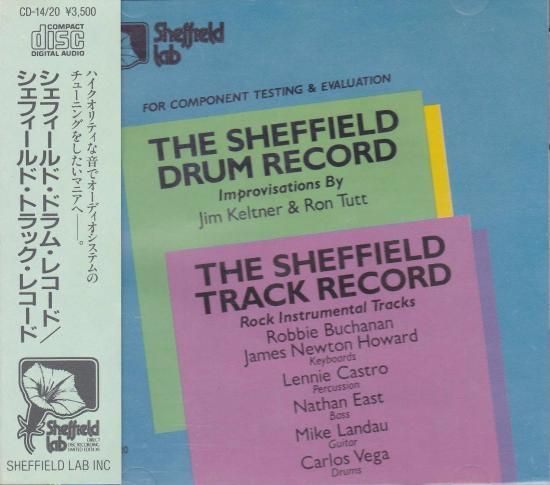 CD-14/20 ¥3,500
COMPACT
disc
DIGITAL AUDIO
ハイクオリティな音でオーディオシステムの
チューニングをしたいマニアへ——。
シェフィールド・ドラム・レコード/
シェフィールド・トラック・レコード
Sheffield
lab
DIRECT
DISC RECORDING
LIMITED EDITION
SHEFFIELD LAB INC
Sheffield
lab
FOR COMPONENT TESTING & EVALUATION
THE SHEFFIELD
DRUM RECORD
Improvisations By
Jim Keltner & Ron Tutt
THE SHEFFIELD
TRACK RECORD
Rock Instrumental Tracks
Robbie Buchanan
James Newton Howard
Keyboards
Lennie Castro
Percussion
Nathan East
Bass
Mike Landau
Guitar
Carlos Vega
Drums
20